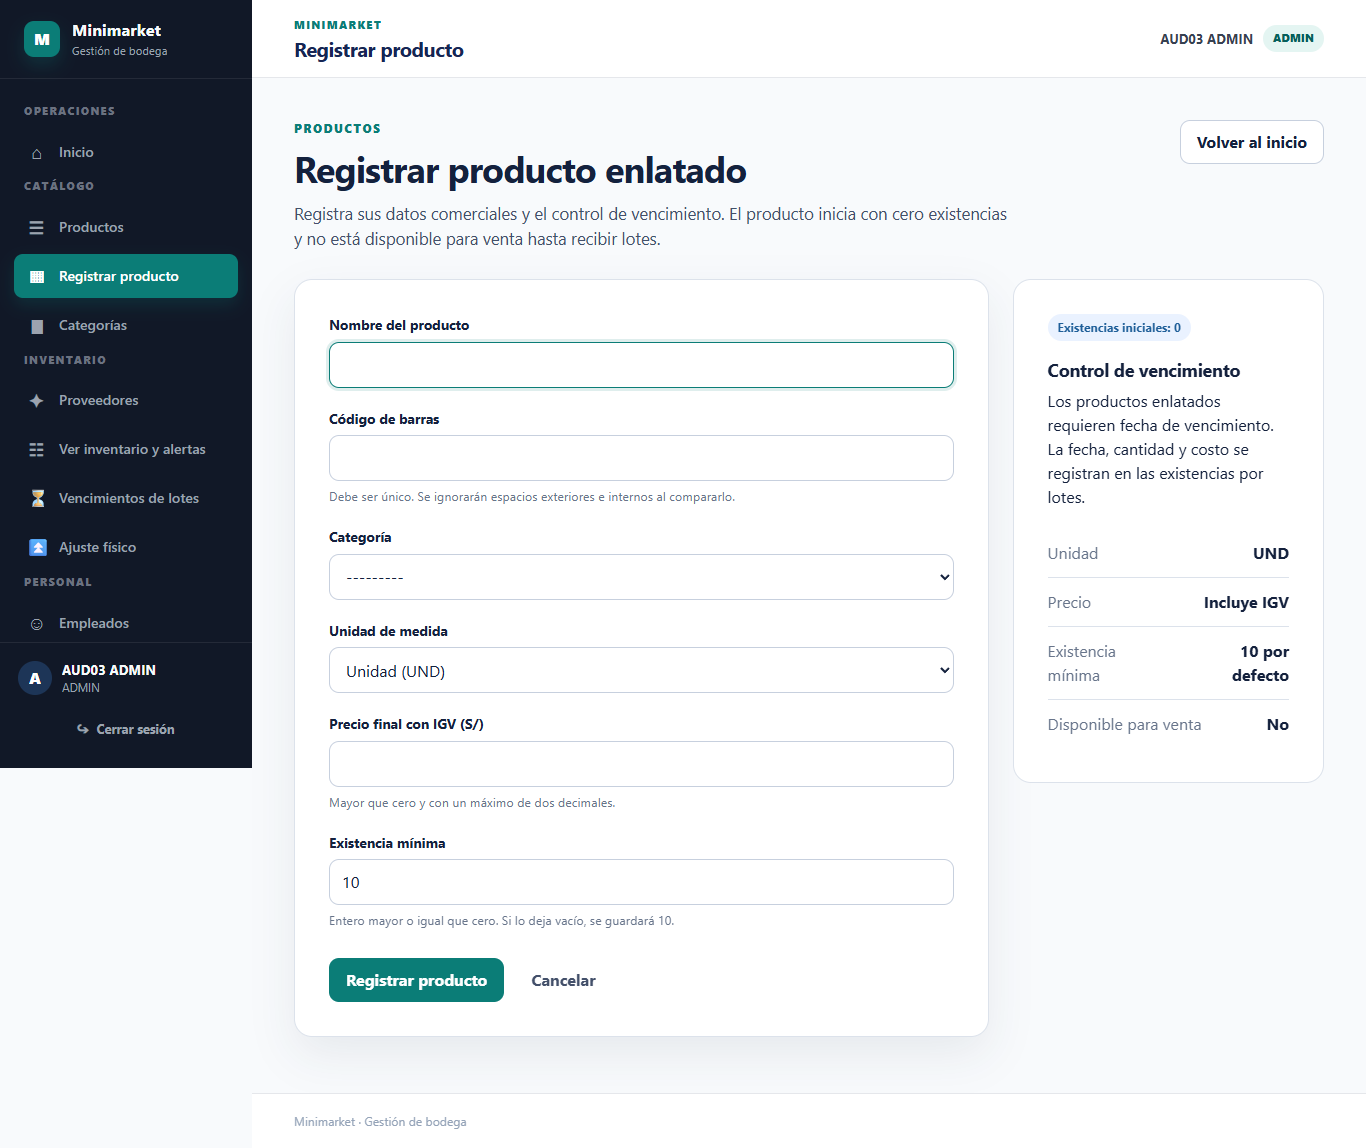 M
Minimarket
Gestión de bodega
OPERACIONES
Inicio
CATÁLOGO
Productos
Registrar producto
Categorías
INVENTARIO
Proveedores
Ver inventario y alertas
Vencimientos de lotes
Ajuste físico
PERSONAL
Empleados
A
AUD03 ADMIN
ADMIN
Cerrar sesión
MINIMARKET
Registrar producto
AUD03 ADMIN
ADMIN
PRODUCTOS
Registrar producto enlatado
Registra sus datos comerciales y el control de vencimiento. El producto inicia con cero existencias
y no está disponible para venta hasta recibir lotes.
Volver al inicio
Nombre del producto
Código de barras
Debe ser único. Se ignorarán espacios exteriores e internos al compararlo.
Categoría
---------
Unidad de medida
Unidad (UND)
Precio final con IGV (S/)
Mayor que cero y con un máximo de dos decimales.
Existencia mínima
10
Entero mayor o igual que cero. Si lo deja vacío, se guardará 10.
Registrar producto
Cancelar
Existencias iniciales: 0
Control de vencimiento
Los productos enlatados
requieren fecha de vencimiento.
La fecha, cantidad y costo se
registran en las existencias por
lotes.
Unidad UND
Precio Incluye IGV
Existencia 10 por
mínima defecto
Disponible para venta No
Minimarket · Gestión de bodega